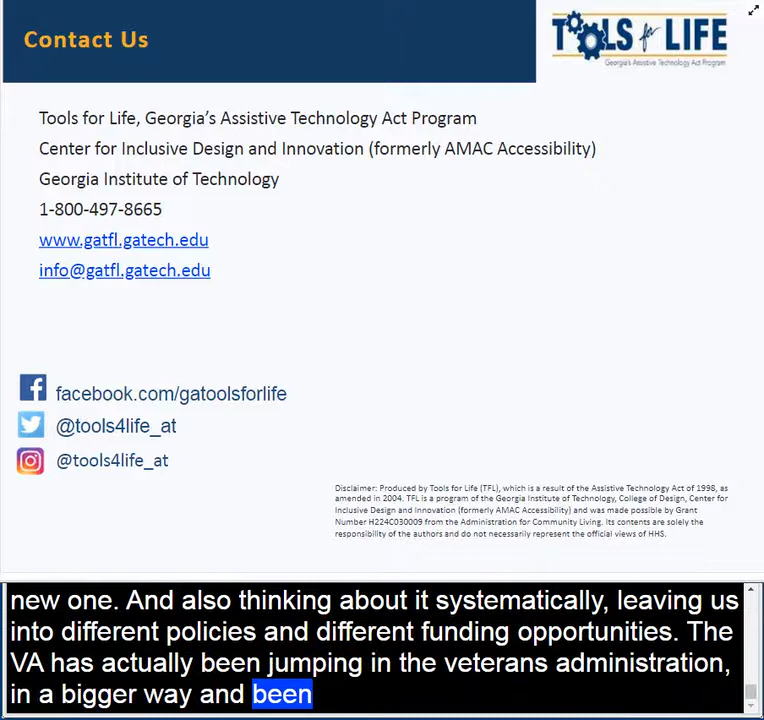 Contact Us
TOOLS for LIFE
Georgia's Assistive Technology Act Program
Tools for Life, Georgia’s Assistive Technology Act Program
Center for Inclusive Design and Innovation (formerly AMAC Accessibility)
Georgia Institute of Technology
1-800-497-8665
www.gatfl.gatech.edu
info@gatfl.gatech.edu
facebook.com/gatoolsforlife
@tools4life_at
@tools4life_at
Disclaimer: Produced by Tools for Life (TFL), which is a result of the Assistive Technology Act of 1998, as
amended in 2004. TFL is a program of the Georgia Institute of Technology, College of Design, Center for
Inclusive Design and Innovation (formerly AMAC Accessibility) and was made possible by Grant
Number H224C030009 from the Administration for Community Living. Its contents are solely the
responsibility of the authors and do not necessarily represent the official views of HHS.
new one. And also thinking about it systematically, leaving us
into different policies and different funding opportunities. The
VA has actually been jumping in the veterans administration,
in a bigger way and been